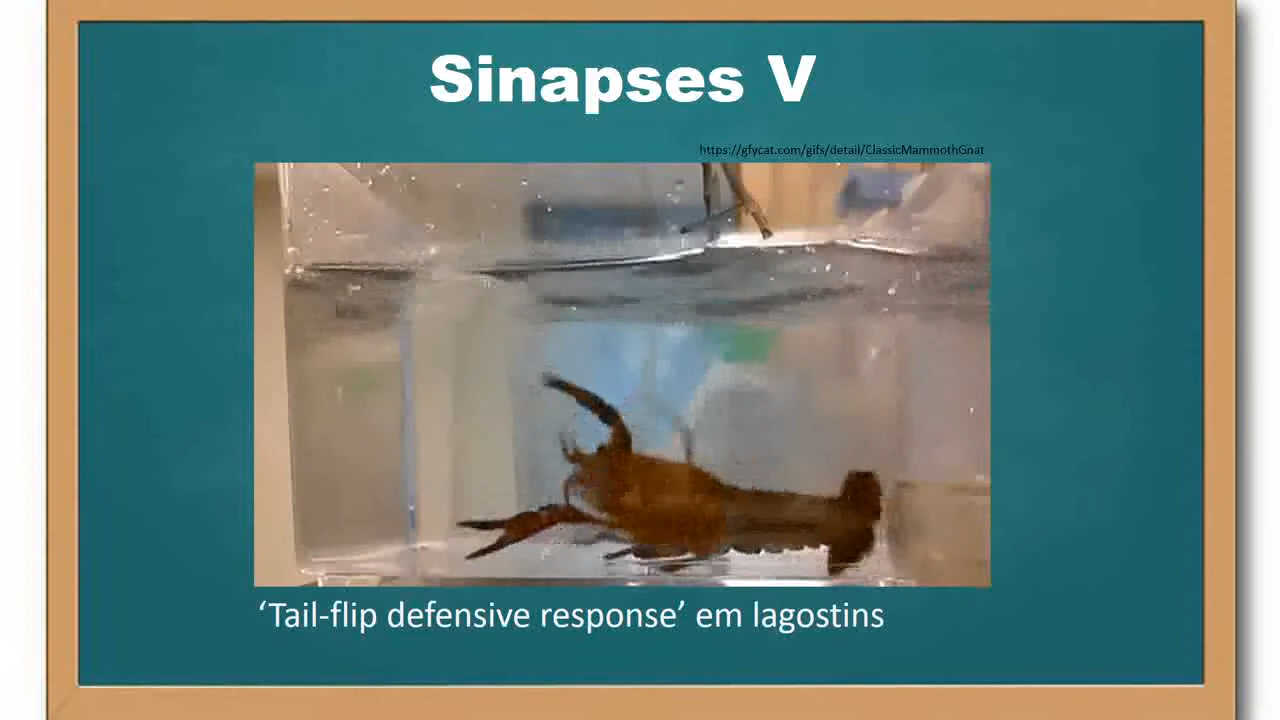 Sinapses V
https://gfycat.com/gifs/detail/ClassicMammothGnat
‘Tail-flip defensive response’ em lagostins